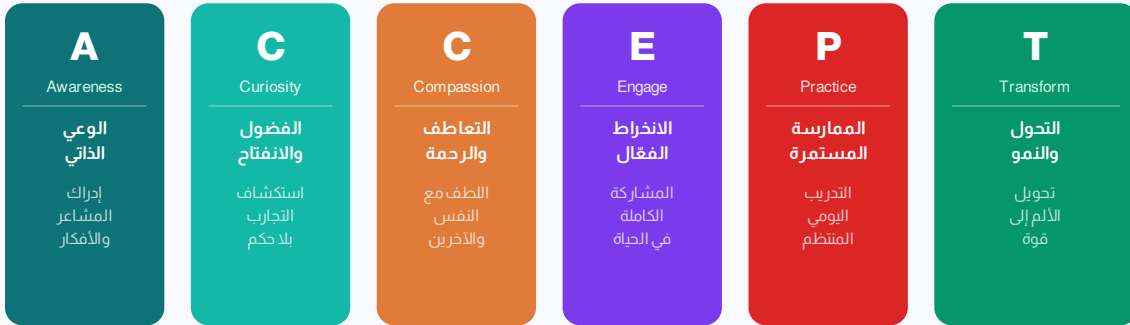 A
Awareness
الوعي
الذاتي
إدراك
المشاعر
والأفكار
C
Curiosity
الفضول
والانفتاح
استكشاف
التجارب
بلا حكم
C
Compassion
التعاطف
والرحمة
اللطف مع
النفس
والآخرين
E
Engage
الانخراط
الفعّال
المشاركة
الكاملة
في الحياة
P
Practice
الممارسة
المستمرة
التدريب
اليومي
المنتظم
T
Transform
التحول
والنمو
تحويل
الألم إلى
قوة